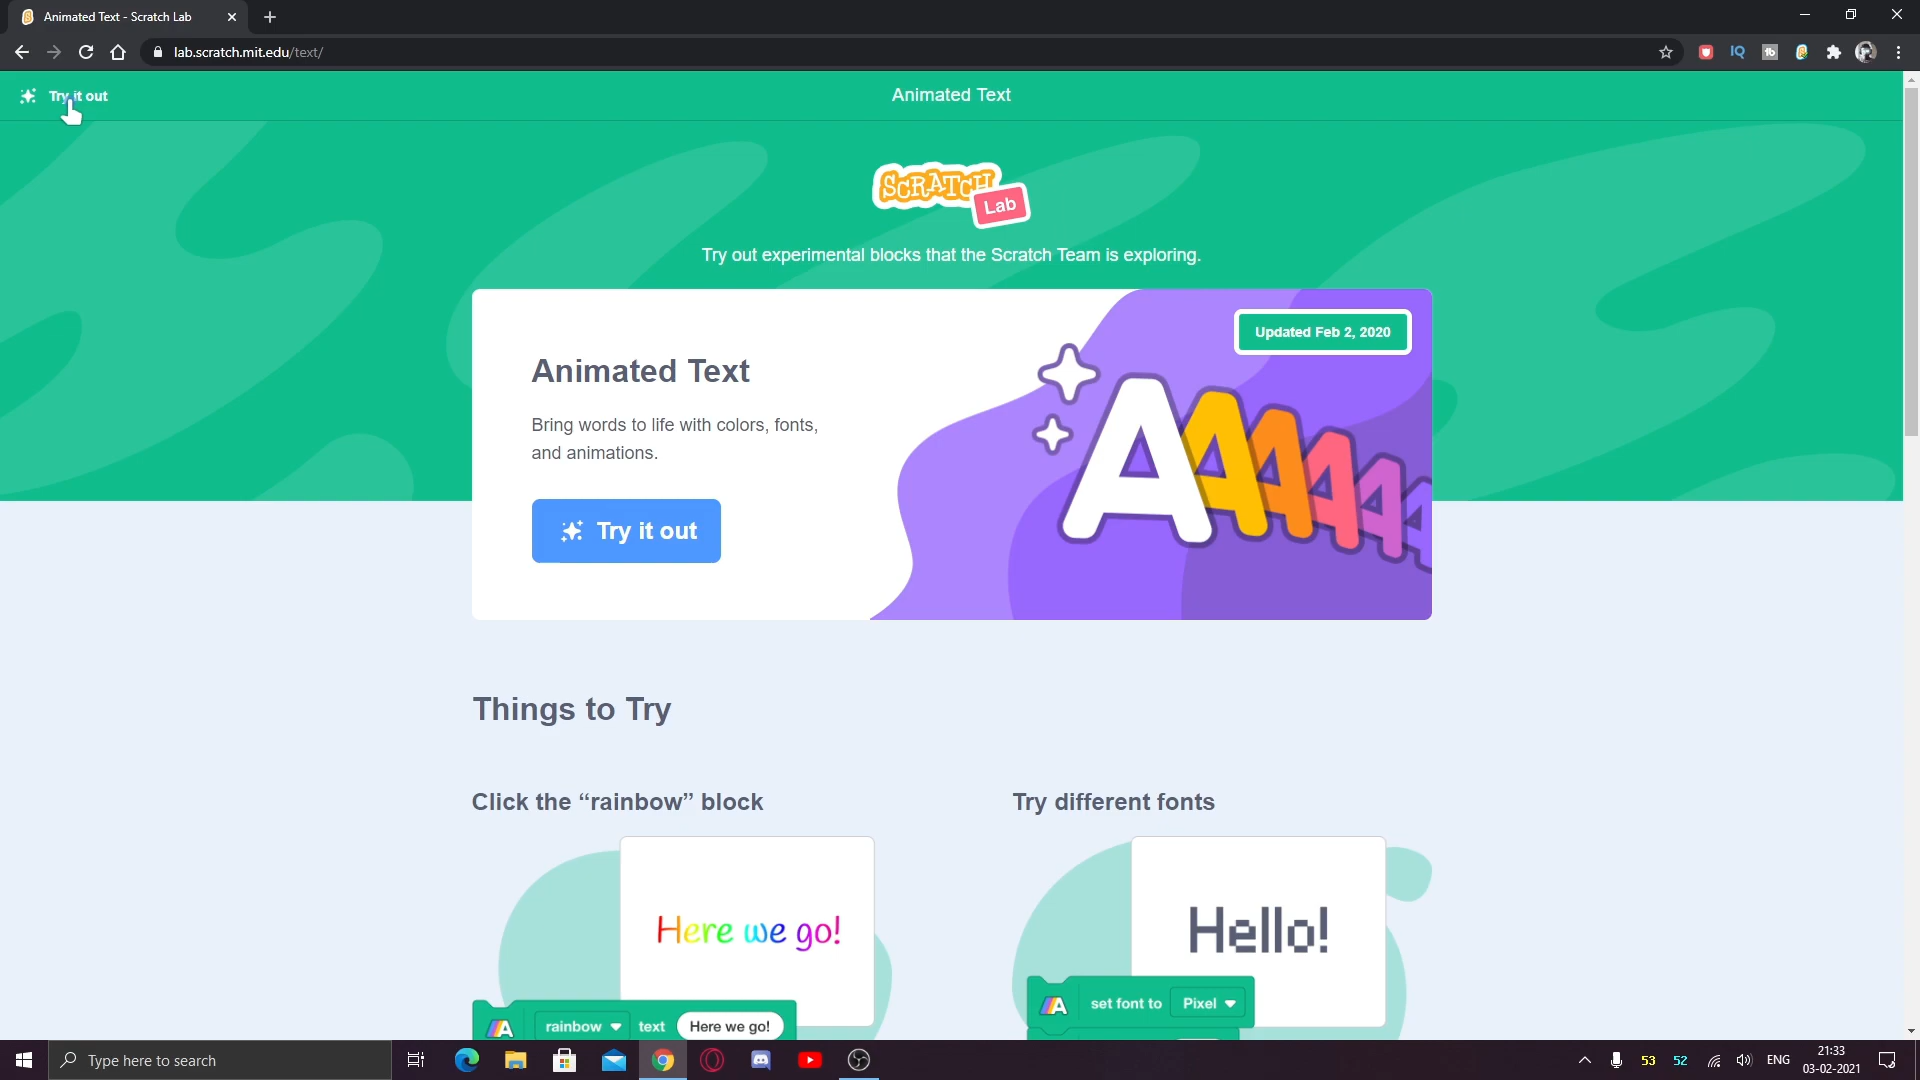 Animated Text - Scratch Lab
lab.scratch.mit.edu/text/
IQ
tb
Try it out
Animated Text
SCRATCH
Lab
Try out experimental blocks that the Scratch Team is exploring.
Updated Feb 2, 2020
Animated Text
Bring words to life with colors, fonts,
and animations.
Try it out
AAAAAA
Things to Try
Click the “rainbow” block
Try different fonts
Here we go!
Hello!
A rainbow text Here we go!
A set font to Pixel
Type here to search
53 52 ENG
21:33
03-02-2021